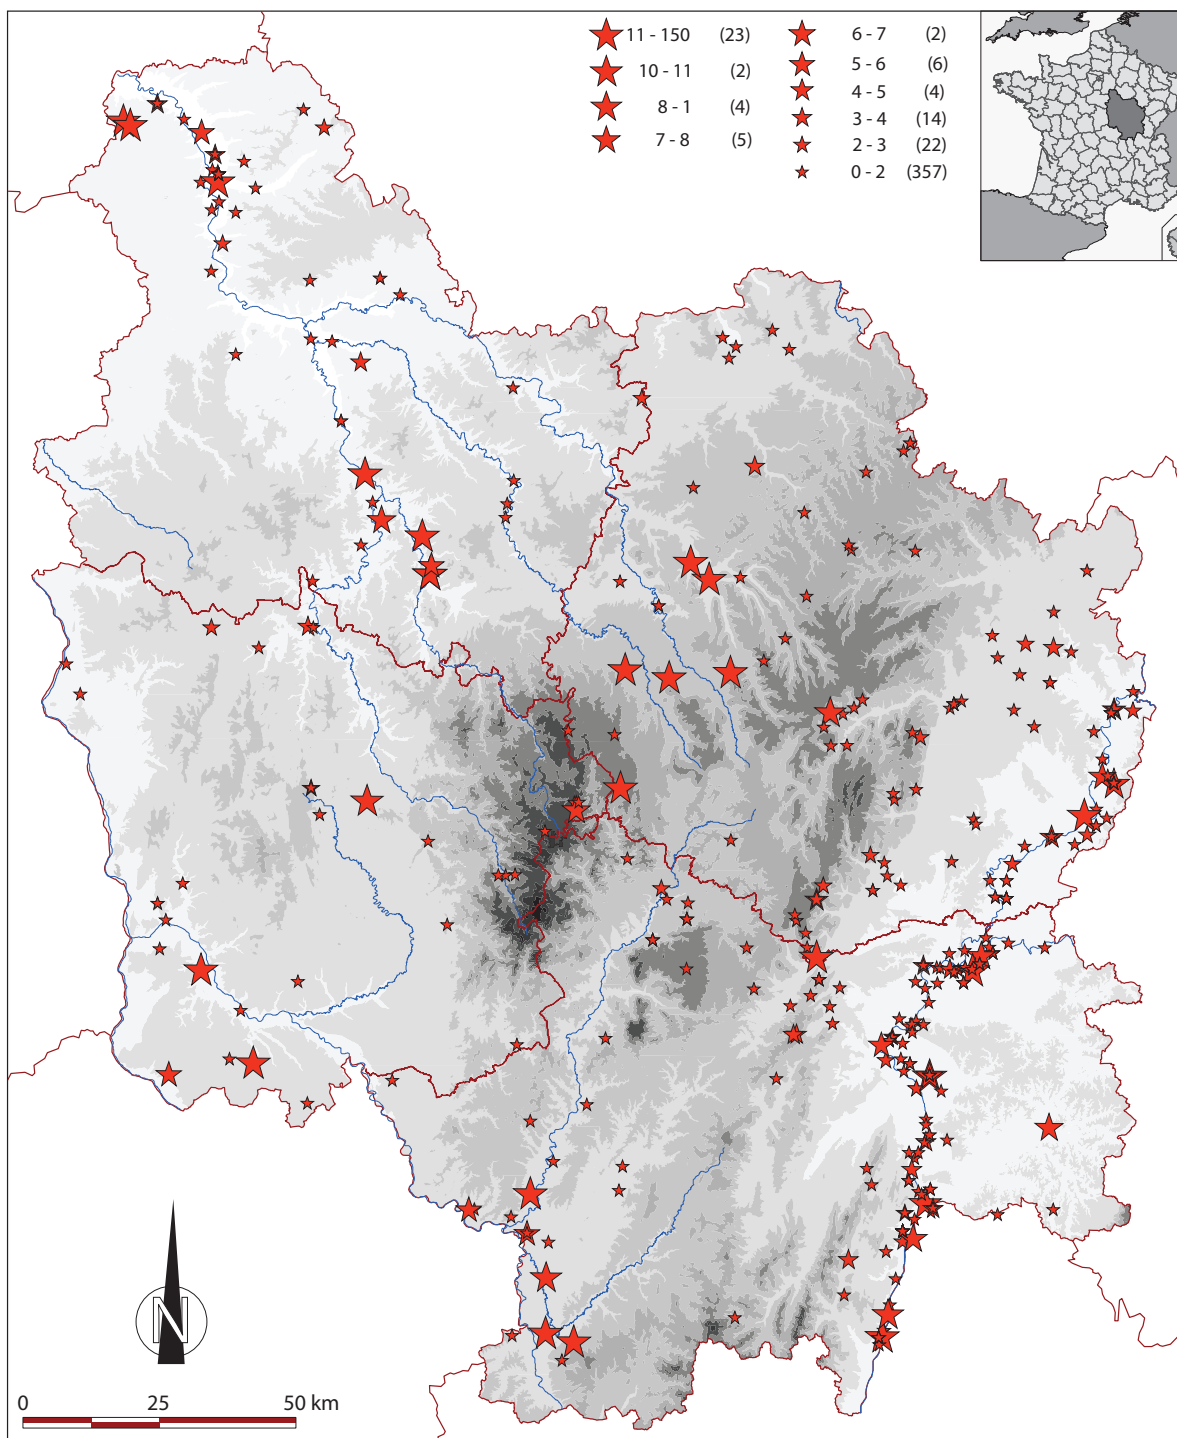 11 - 150 (23)
10 - 11 (2)
8 - 1 (4)
7 - 8 (5)
6 - 7 (2)
5 - 6 (6)
4 - 5 (4)
3 - 4 (14)
2 - 3 (22)
0 - 2 (357)
N
0 25 50 km